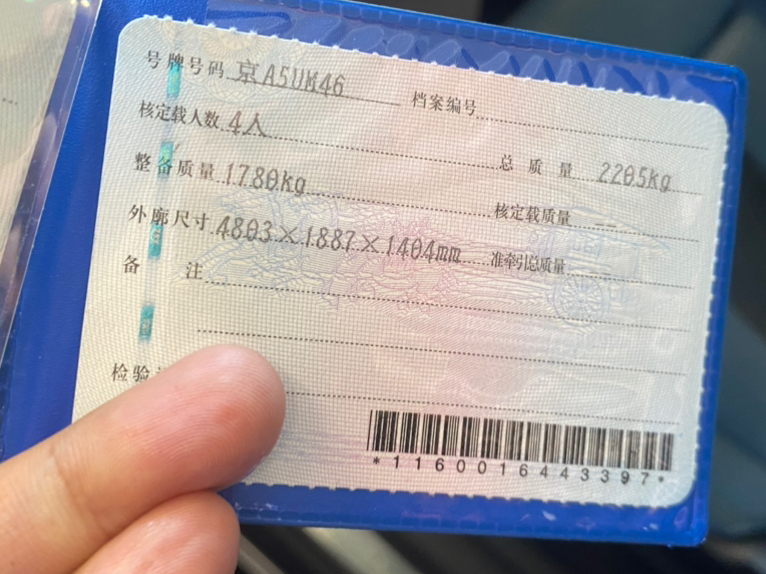 号牌号码 京A5UM46 档案编号
核定载人数 4人 总质量 2205kg
整备质量 1780kg 核定载质量 --
外廓尺寸 4803×1887×1404mm 准牵引总质量
备注
检验
*1160016443397*